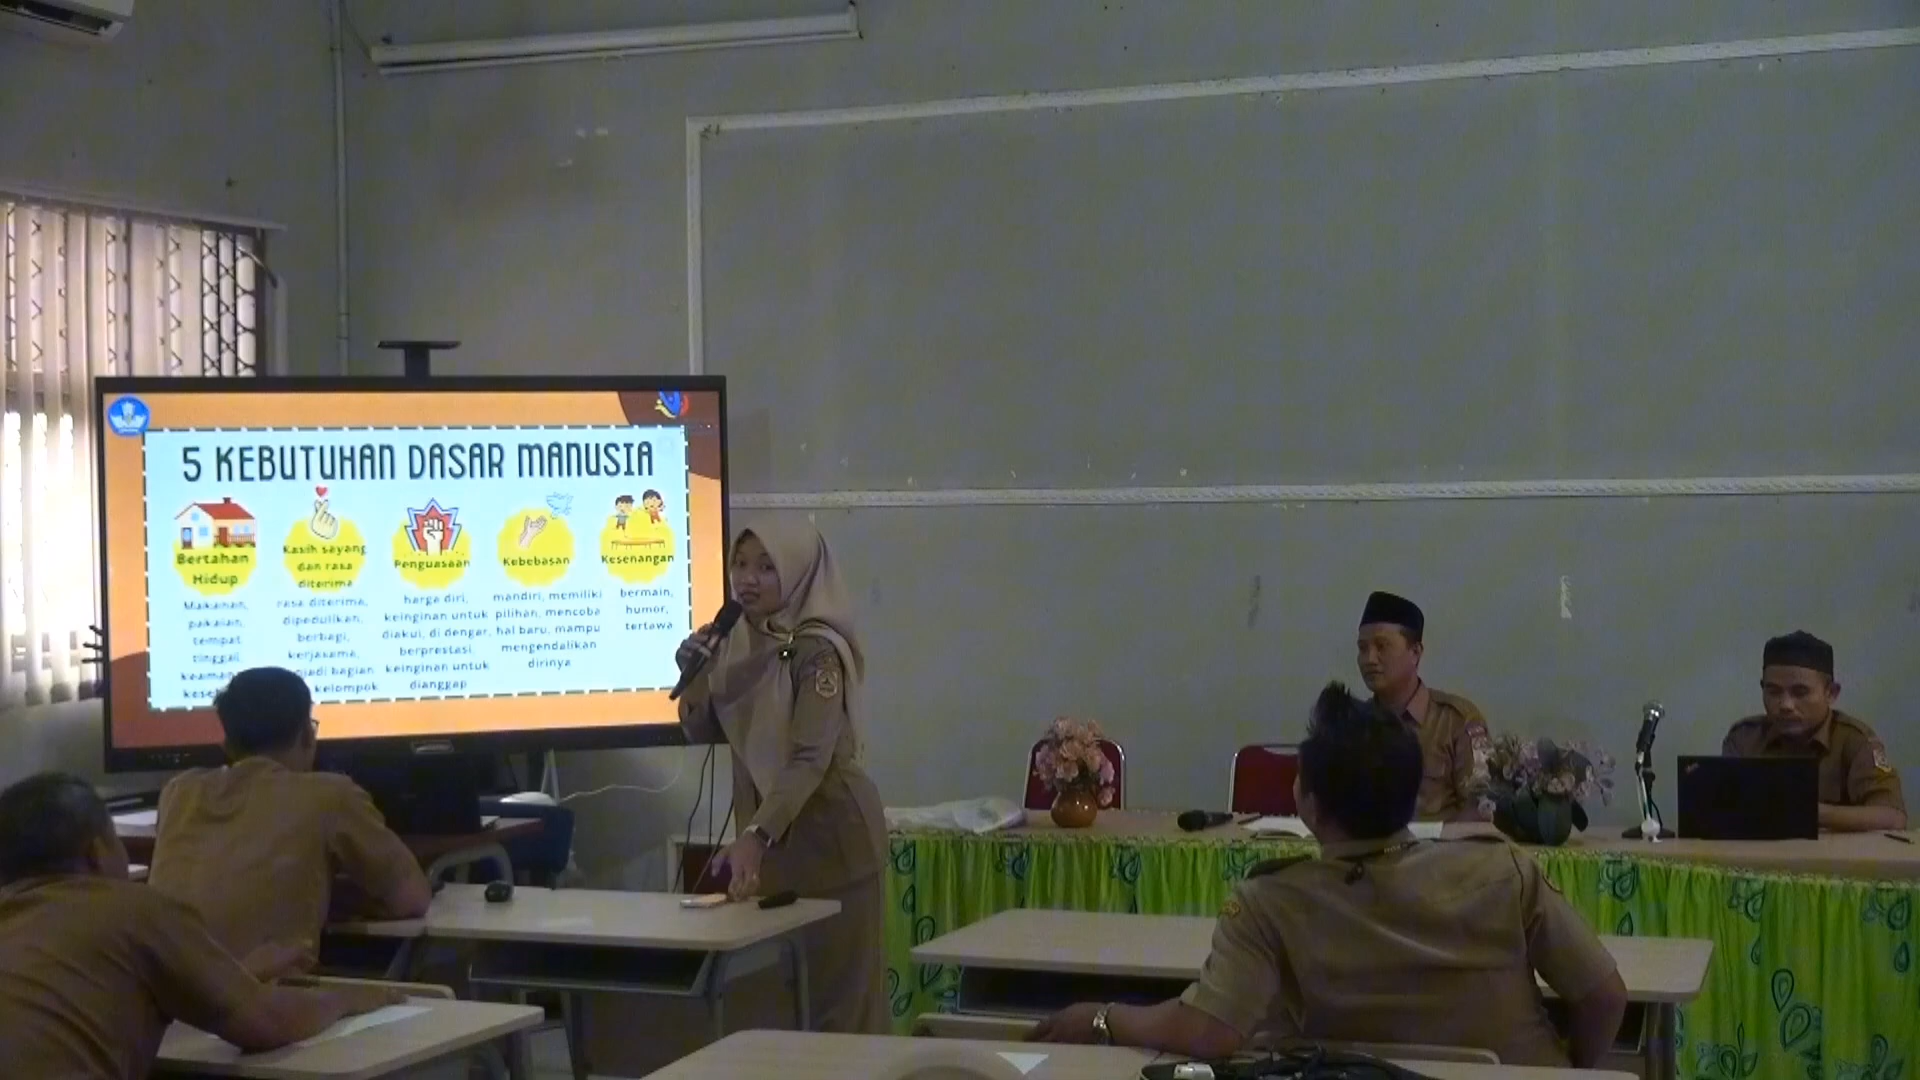 5 KEBUTUHAN DASAR MANUSIA
Bertahan
Hidup
Makanan,
pakaian,
tempat
tinggal,
Kasih sayang
dan rasa
diterima
rasa diterima,
dipedulikan,
berbagi,
kerjasama,
bagian
kelompok
Penguasaan
harga diri,
keinginan untuk
diakui, di dengar,
berprestasi,
keinginan untuk
dianggap
Kebebasan
mandiri, memiliki
pilihan, mencoba
hal baru, mampu
mengendalikan
dirinya
Kesenangan
bermain,
humor,
tertawa